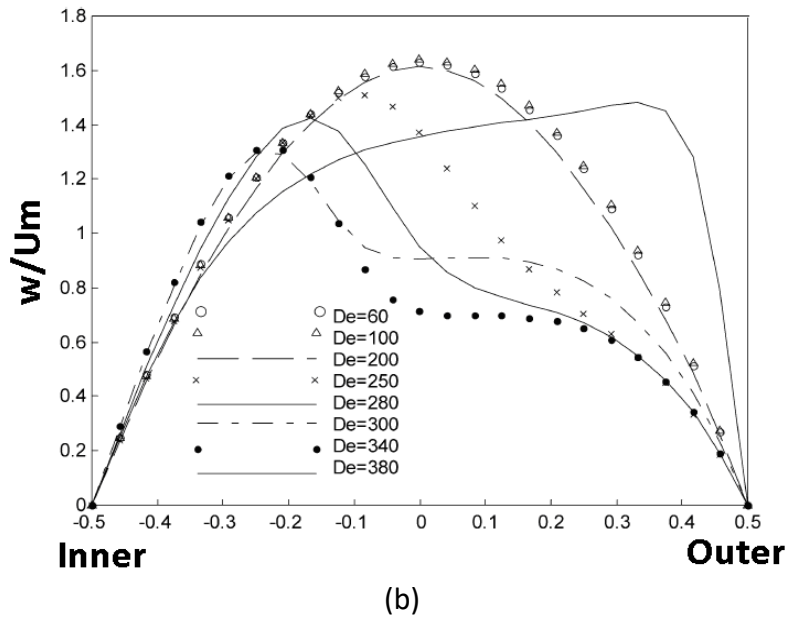 1.8
1.6
1.4
1.2
1
0.8
0.6
0.4
0.2
0
w/Um
De=60
De=100
De=200
De=250
De=280
De=300
De=340
De=380
-0.5 -0.4 -0.3 -0.2 -0.1 0 0.1 0.2 0.3 0.4 0.5
Inner Outer
(b)